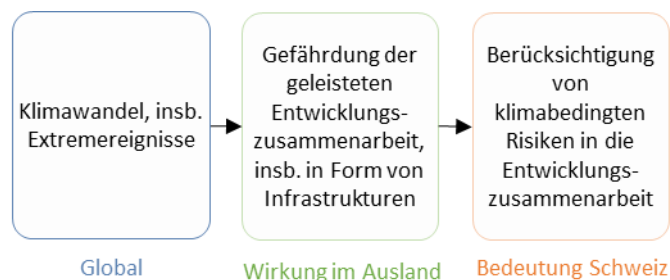 Klimawandel, insb.
Extremereignisse
Gefährdung der
geleisteten
Entwicklungs-
zusammenarbeit,
insb. in Form von
Infrastrukturen
Berücksichtigung
von
klimabedingten
Risiken in die
Entwicklungs-
zusammenarbeit
Global
Wirkung im Ausland
Bedeutung Schweiz